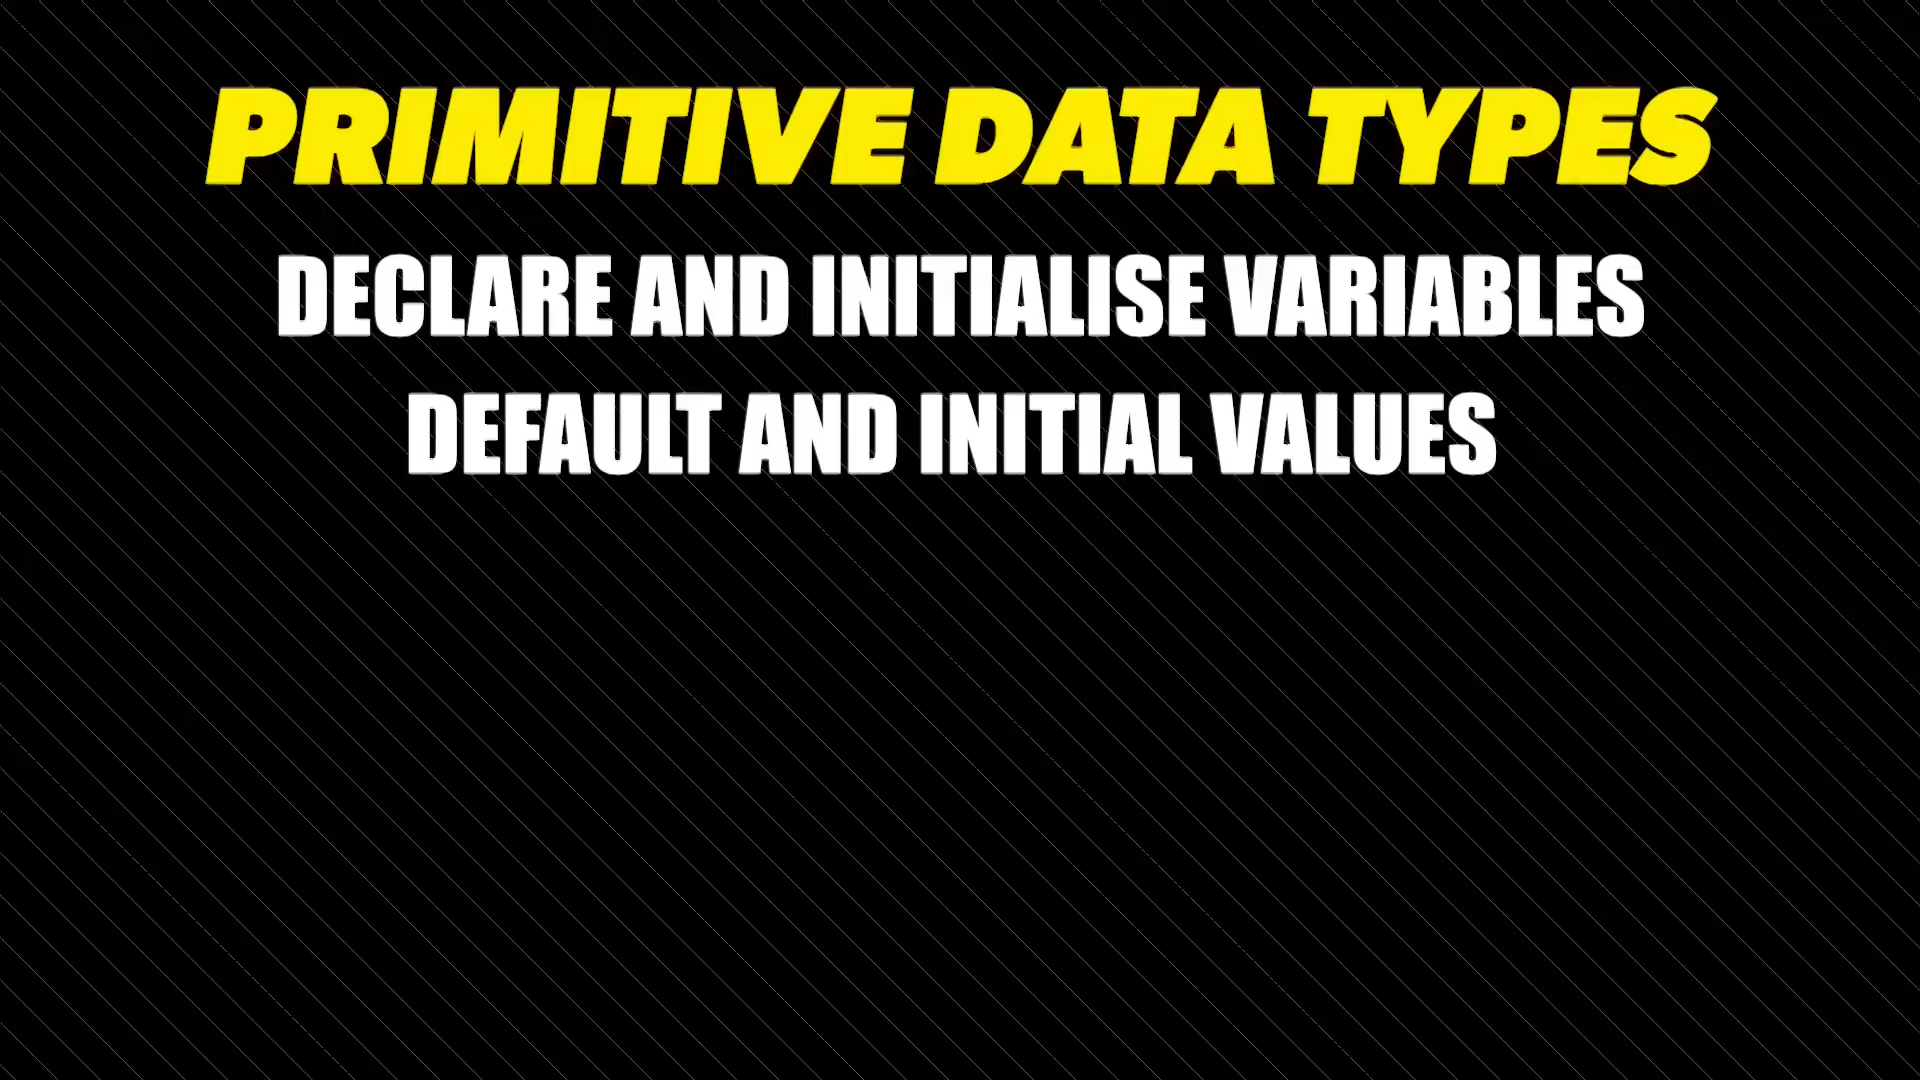 PRIMITIVE DATA TYPES
DECLARE AND INITIALISE VARIABLES
DEFAULT AND INITIAL VALUES